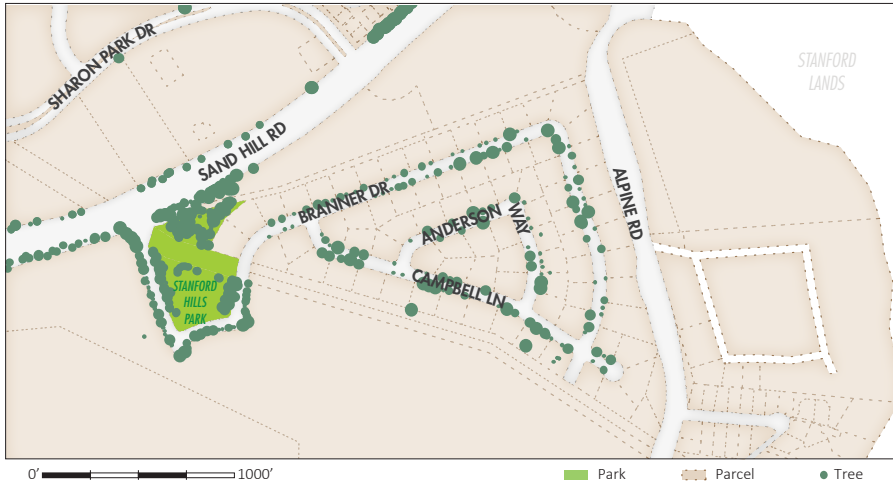 SHARON PARK DR
STANFORD
LANDS
SAND HILL RD
BRANNER DR
ALPINE RD
ANDERSON
WAY
CAMPBELL LN
STANFORD
HILLS
PARK
0' 1000' Park Parcel Tree